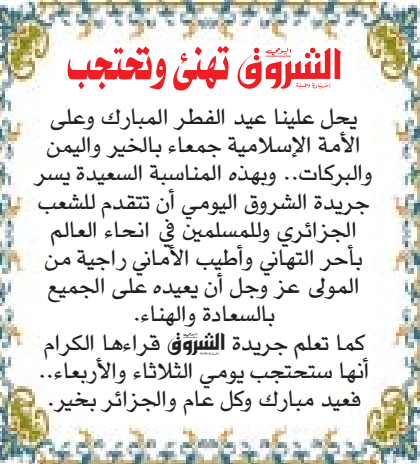 الشروق اليومي إخبارية وطنية تهنئ وتحتجب
يحل علينا عيد الفطر المبارك وعلى
الأمة الإسلامية جمعاء بالخير واليمن
والبركات.. وبهذه المناسبة السعيدة يسر
جريدة الشروق اليومي أن تتقدم للشعب
الجزائري وللمسلمين في انحاء العالم
بأحر التهاني وأطيب الأماني راجية من
المولى عز وجل أن يعيده على الجميع
بالسعادة والهناء.
كما تعلم جريدة الشروق قراءها الكرام
أنها ستحتجب يومي الثلاثاء والأربعاء..
فعيد مبارك وكل عام والجزائر بخير.